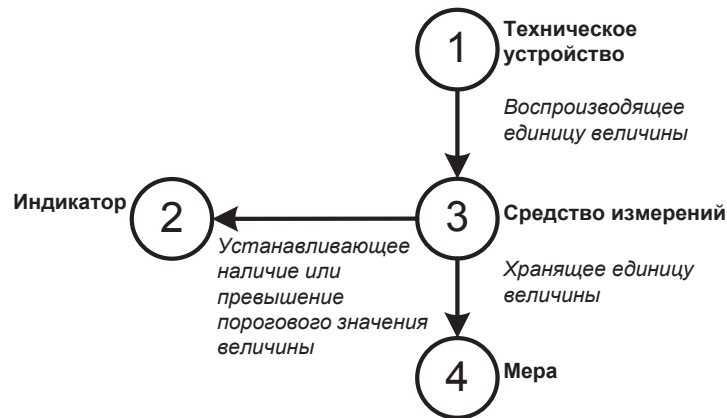 1
Техническое
устройство
Воспроизводящее
единицу величины
Индикатор
2
3
Средство измерений
Устанавливающее
наличие или
превышение
порогового значения
величины
Хранящее единицу
величины
4
Мера